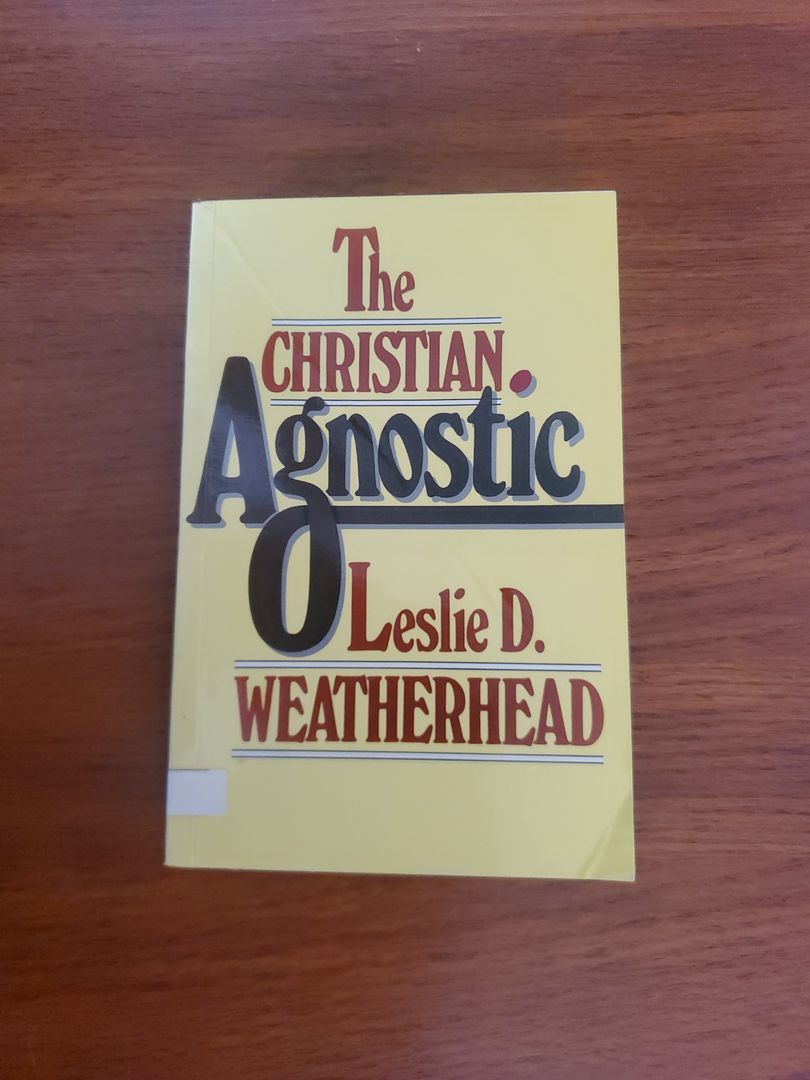 The
CHRISTIAN
Agnostic
Leslie D.
WEATHERHEAD